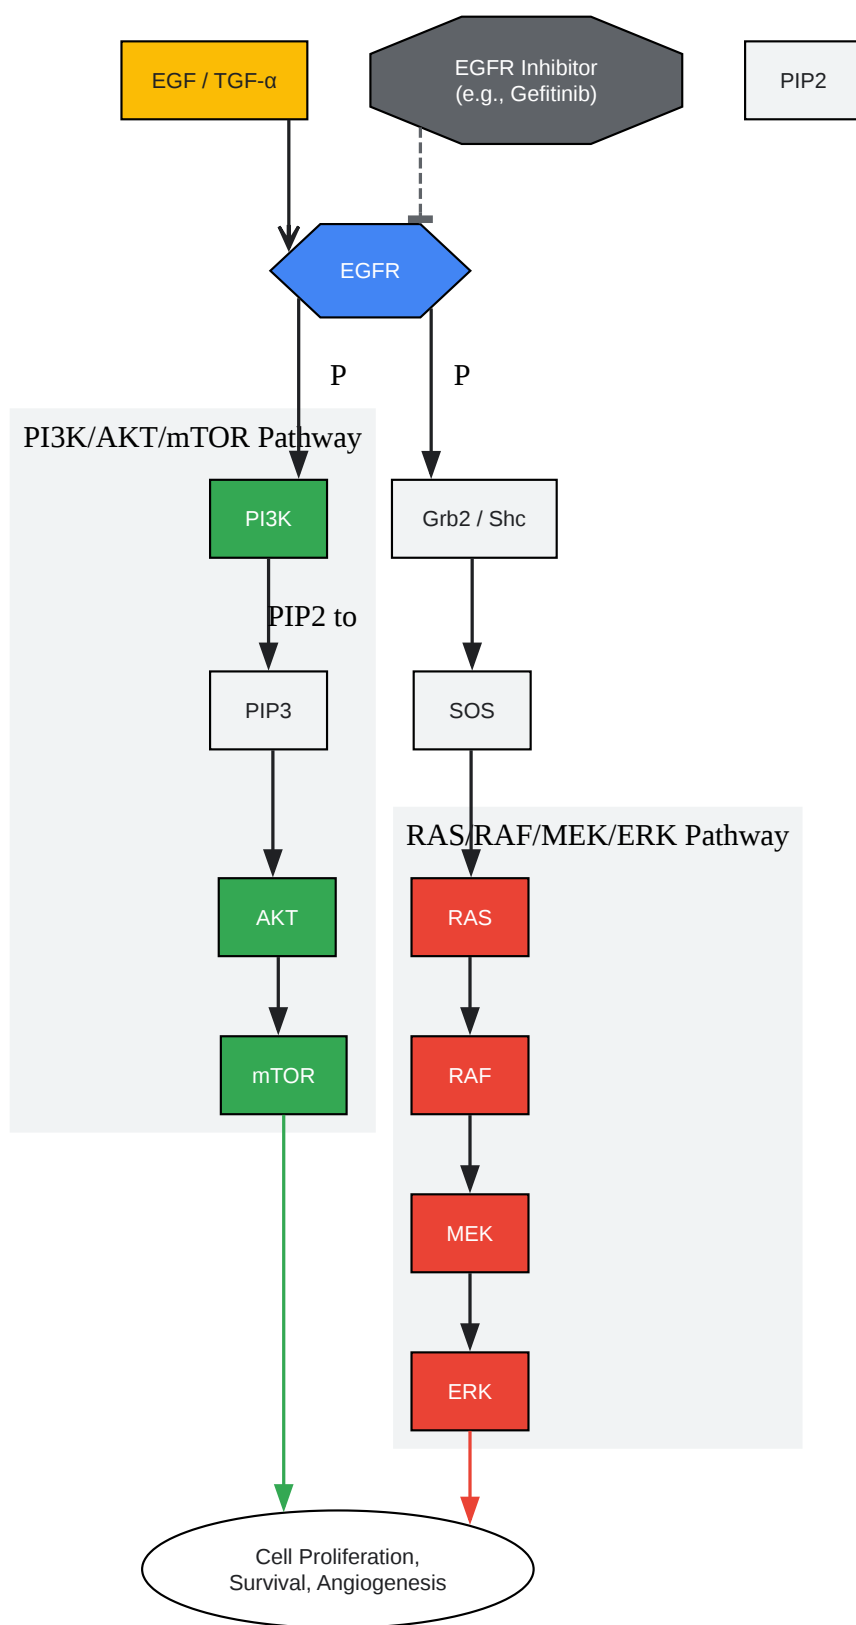 EGF / TGF-α
EGFR Inhibitor
(e.g., Gefitinib)
PIP2
EGFR
P
P
PI3K/AKT/mTOR Pathway
PI3K
Grb2 / Shc
PIP2 to
PIP3
SOS
RAS/RAF/MEK/ERK Pathway
AKT
RAS
mTOR
RAF
MEK
ERK
Cell Proliferation,
Survival, Angiogenesis